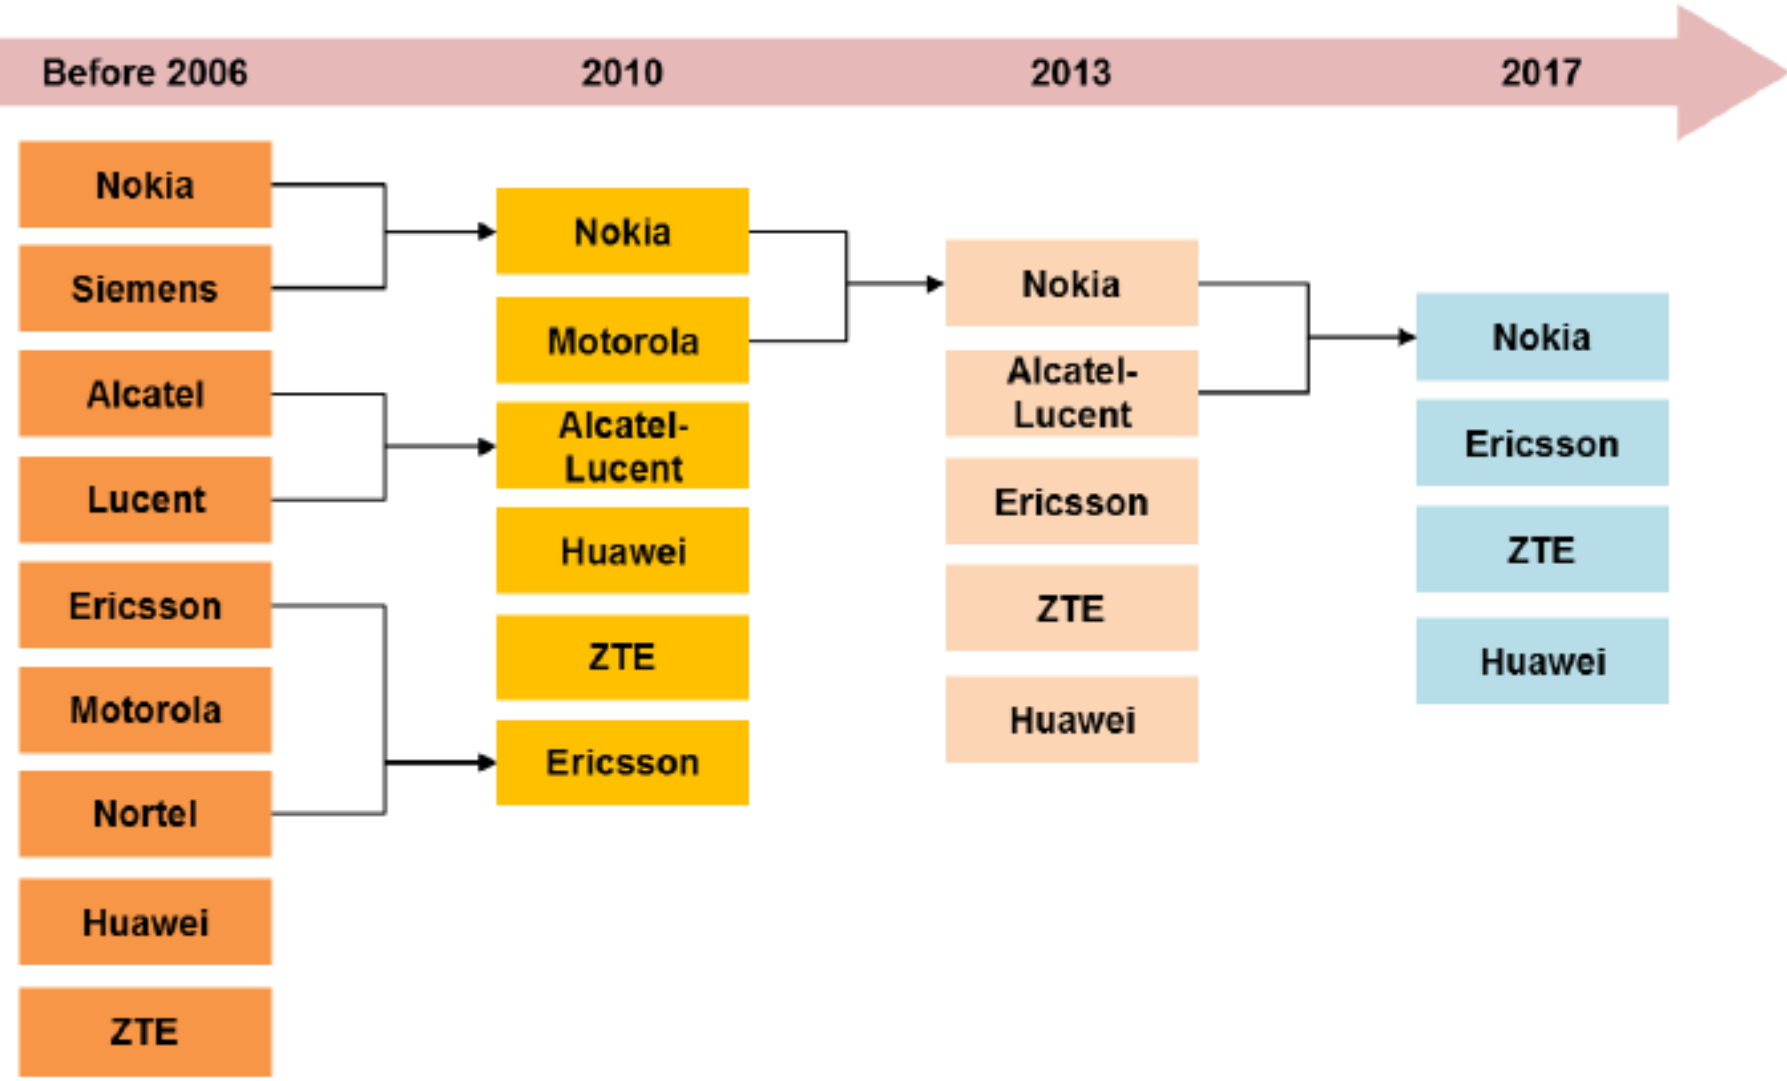 Before 2006
2010
2013
2017
Nokia
Siemens
Alcatel
Lucent
Ericsson
Motorola
Nortel
Huawei
ZTE
Nokia
Motorola
Alcatel-
Lucent
Huawei
ZTE
Ericsson
Nokia
Alcatel-
Lucent
Ericsson
ZTE
Huawei
Nokia
Ericsson
ZTE
Huawei